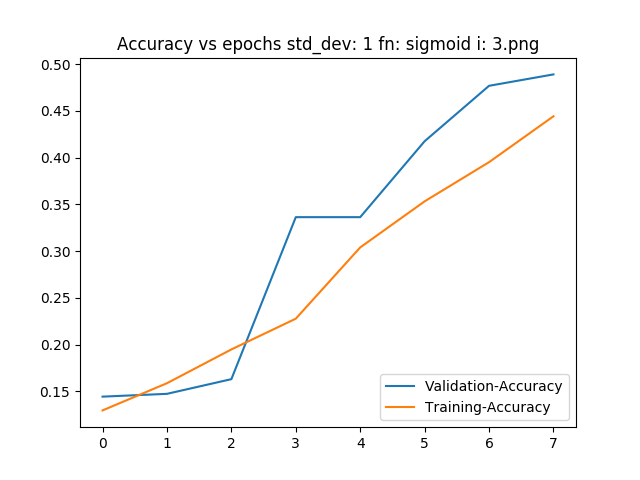 Accuracy vs epochs std_dev: 1 fn: sigmoid i: 3.png
0.50
0.45
0.40
0.35
0.30
0.25
0.20
0.15
Validation-Accuracy
Training-Accuracy
0 1 2 3 4 5 6 7